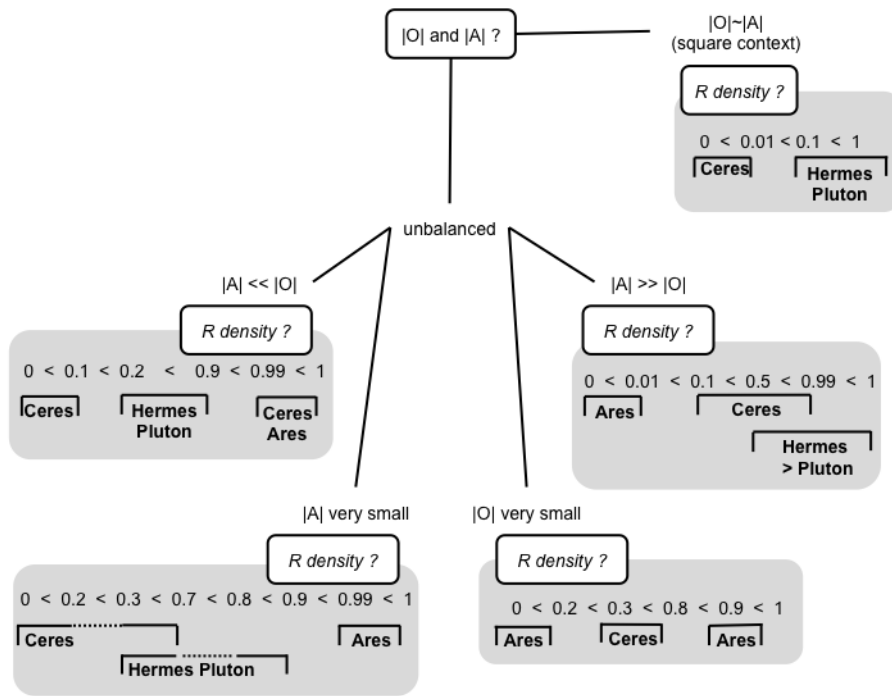 |O| and |A| ?
|O|~|A|
(square context)
R density ?
0 < 0.01 < 0.1 < 1
Ceres
Hermes
Pluton
unbalanced
|A| << |O|
R density ?
0 < 0.1 < 0.2 < 0.9 < 0.99 < 1
Ceres
Hermes
Pluton
Ceres
Ares
|A| >> |O|
R density ?
0 < 0.01 < 0.1 < 0.5 < 0.99 < 1
Ares
Ceres
Hermes
> Pluton
|A| very small
R density ?
0 < 0.2 < 0.3 < 0.7 < 0.8 < 0.9 < 0.99 < 1
Ceres
Hermes Pluton
Ares
|O| very small
R density ?
0 < 0.2 < 0.3 < 0.8 < 0.9 < 1
Ares
Ceres
Ares